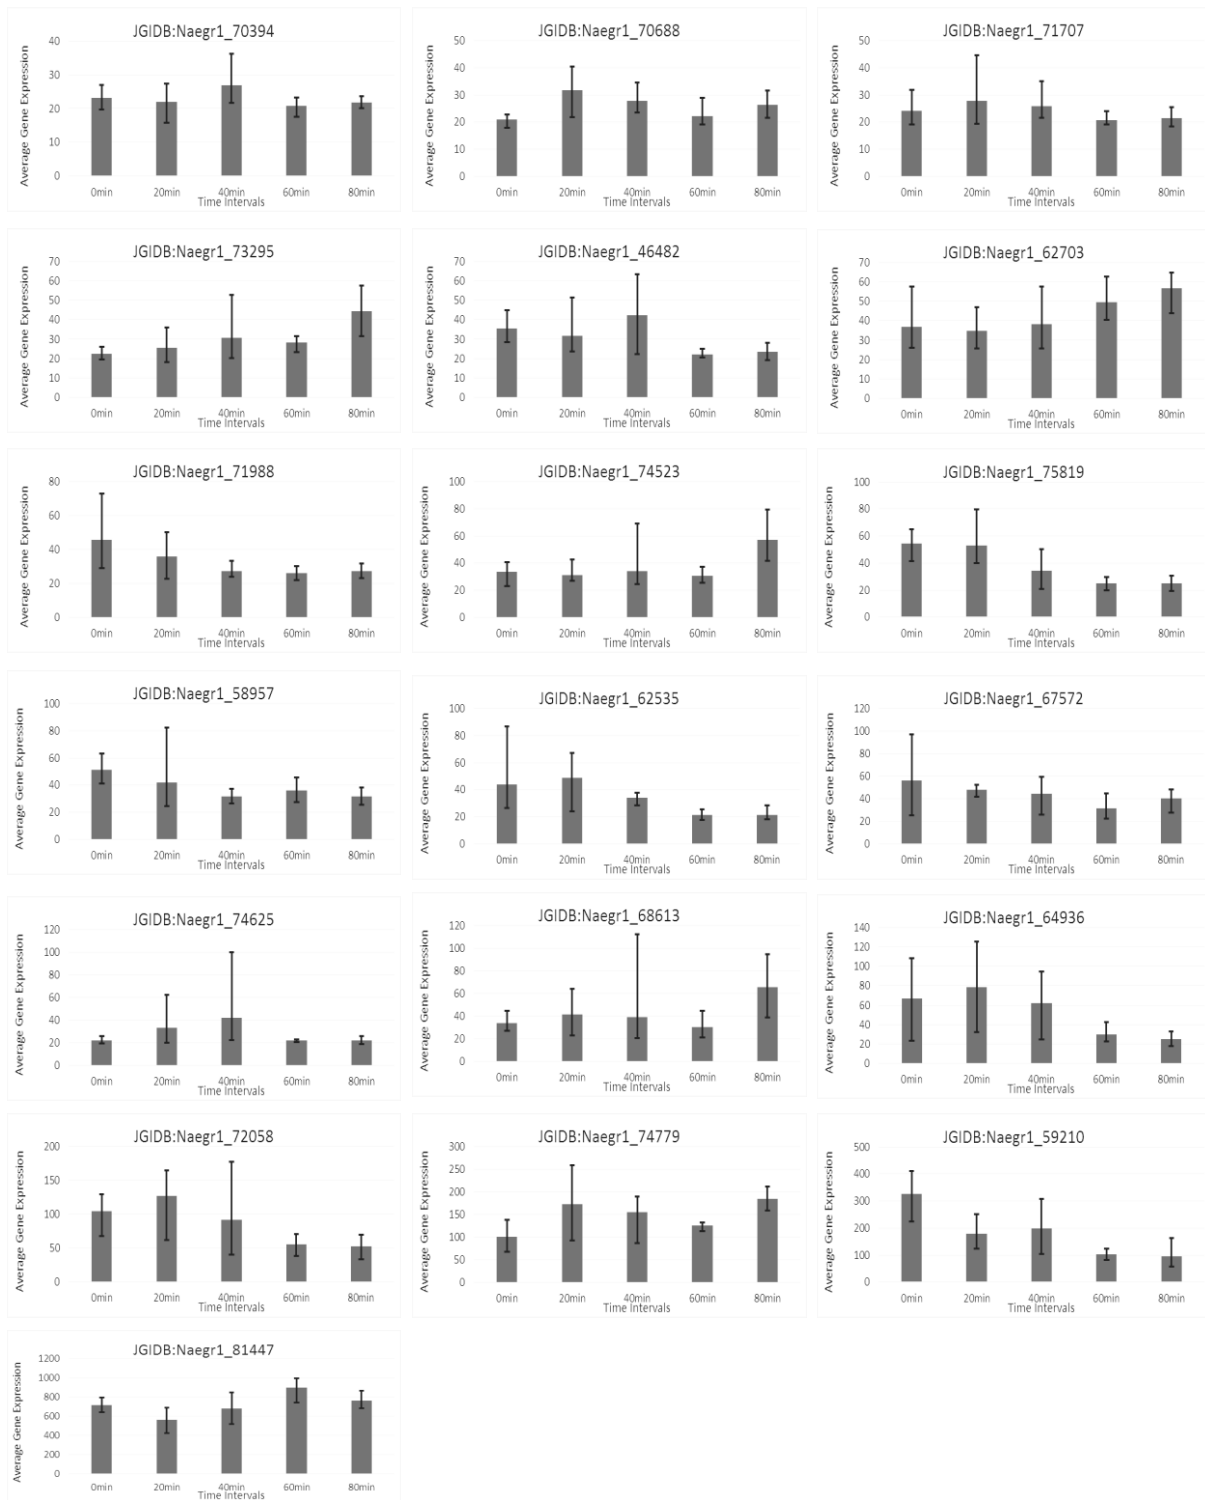 JGIDB:Naegr1_70394
Average Gene Expression
40
30
20
10
0
0min 20min 40min 60min 80min
Time Intervals
JGIDB:Naegr1_70688
Average Gene Expression
50
40
30
20
10
0
0min 20min 40min 60min 80min
Time Intervals
JGIDB:Naegr1_71707
Average Gene Expression
50
40
30
20
10
0
0min 20min 40min 60min 80min
Time Intervals
JGIDB:Naegr1_73295
Average Gene Expression
70
60
50
40
30
20
10
0
0min 20min 40min 60min 80min
Time Intervals
JGIDB:Naegr1_46482
Average Gene Expression
70
60
50
40
30
20
10
0
0min 20min 40min 60min 80min
Time Intervals
JGIDB:Naegr1_62703
Average Gene Expression
70
60
50
40
30
20
10
0
0min 20min 40min 60min 80min
Time Intervals
JGIDB:Naegr1_71988
Average Gene Expression
80
60
40
20
0
0min 20min 40min 60min 80min
Time Intervals
JGIDB:Naegr1_74523
Average Gene Expression
100
80
60
40
20
0
0min 20min 40min 60min 80min
Time Intervals
JGIDB:Naegr1_75819
Average Gene Expression
100
80
60
40
20
0
0min 20min 40min 60min 80min
Time Intervals
JGIDB:Naegr1_58957
Average Gene Expression
100
80
60
40
20
0
0min 20min 40min 60min 80min
Time Intervals
JGIDB:Naegr1_62535
Average Gene Expression
100
80
60
40
20
0
0min 20min 40min 60min 80min
Time Intervals
JGIDB:Naegr1_67572
Average Gene Expression
120
100
80
60
40
20
0
0min 20min 40min 60min 80min
Time Intervals
JGIDB:Naegr1_74625
Average Gene Expression
120
100
80
60
40
20
0
0min 20min 40min 60min 80min
Time Intervals
JGIDB:Naegr1_68613
Average Gene Expression
120
100
80
60
40
20
0
0min 20min 40min 60min 80min
Time Intervals
JGIDB:Naegr1_64936
Average Gene Expression
140
120
100
80
60
40
20
0
0min 20min 40min 60min 80min
Time Intervals
JGIDB:Naegr1_72058
Average Gene Expression
200
150
100
50
0
0min 20min 40min 60min 80min
Time Intervals
JGIDB:Naegr1_74779
Average Gene Expression
300
250
200
150
100
50
0
0min 20min 40min 60min 80min
Time Intervals
JGIDB:Naegr1_59210
Average Gene Expression
500
400
300
200
100
0
0min 20min 40min 60min 80min
Time Intervals
JGIDB:Naegr1_81447
Average Gene Expression
1200
1000
800
600
400
200
0
0min 20min 40min 60min 80min
Time Intervals